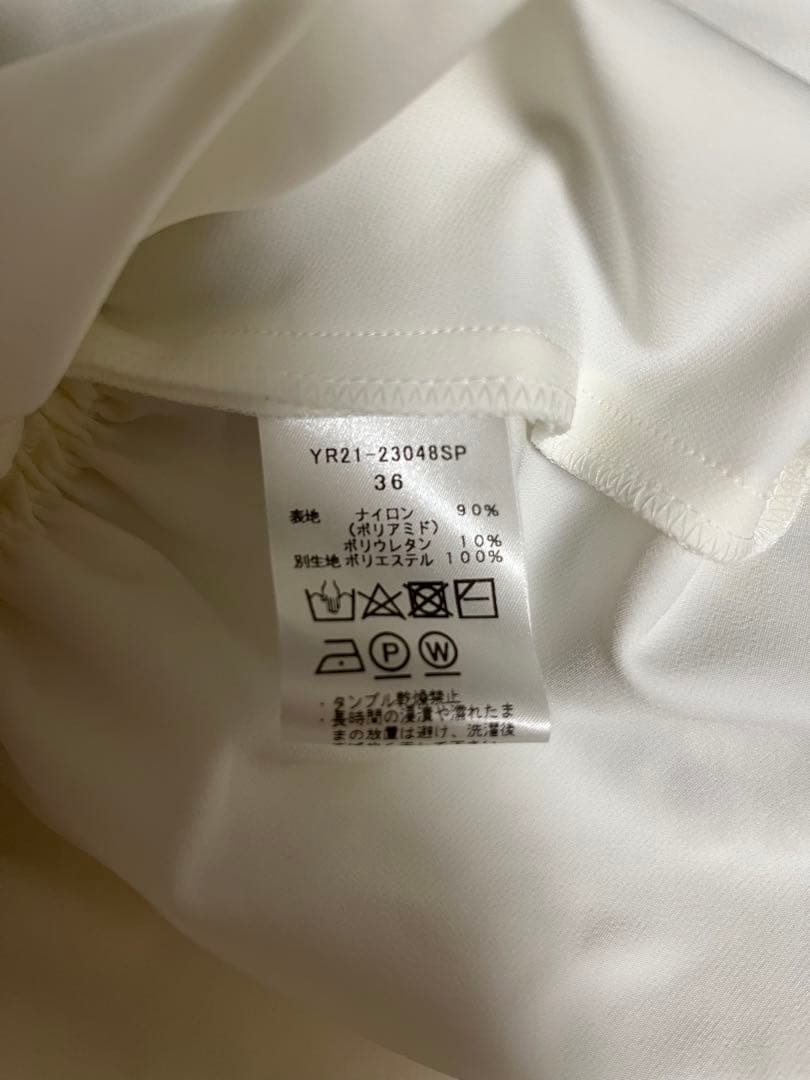 YR21-23048SP
36
表地 ナイロン 90%
(ポリアミド)
ポリウレタン 10%
別生地 ポリエステル 100%
P W
・タンブル乾燥禁止
・長時間の浸漬や濡れたま
まの放置は避け、洗濯後